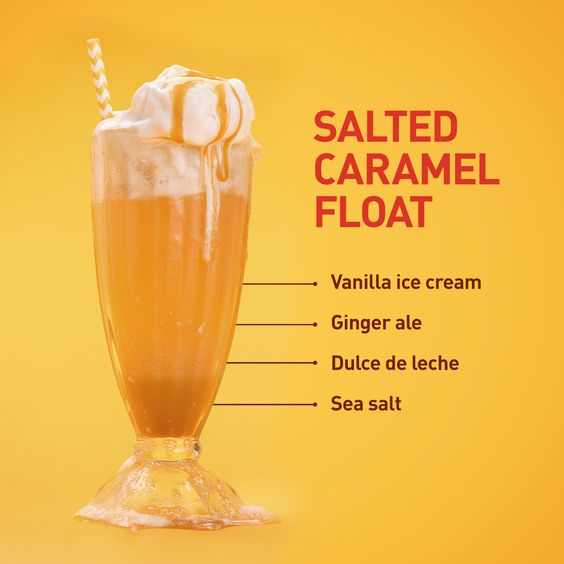 SALTED
CARAMEL
FLOAT
Vanilla ice cream
Ginger ale
Dulce de leche
Sea salt